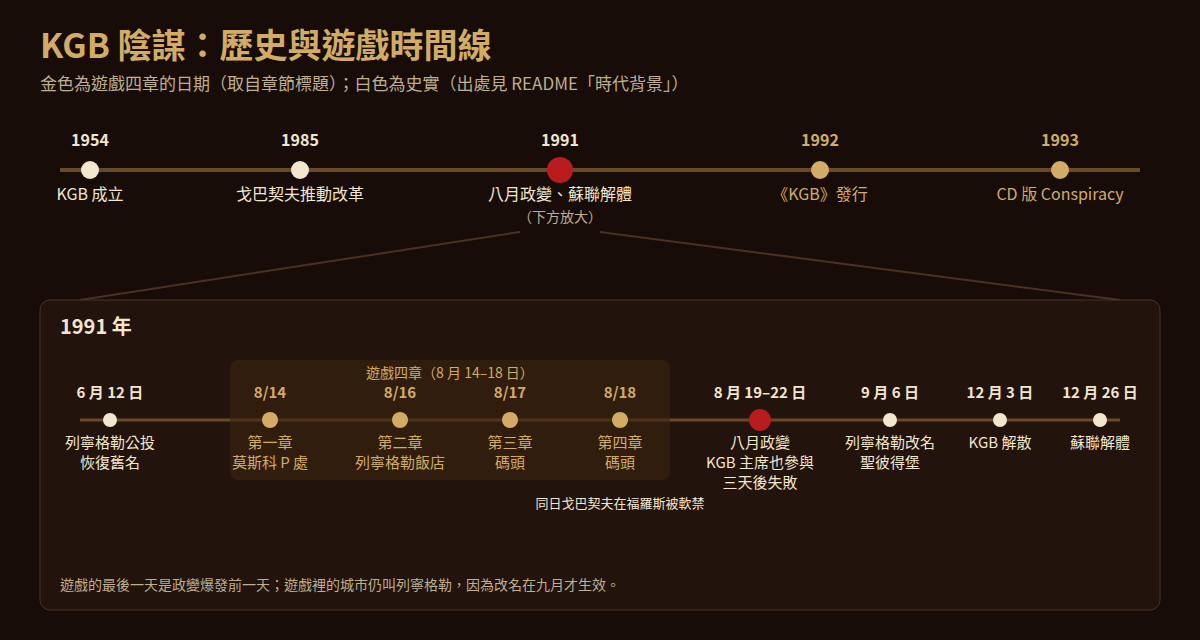 KGB 陰謀：歷史與遊戲時間線
金色為遊戲四章的日期（取自章節標題）；白色為史實（出處見 README「時代背景」）
1954
1985
1991
1992
1993
KGB 成立
戈巴契夫推動改革
八月政變、蘇聯解體
《KGB》發行
CD 版 Conspiracy
（下方放大）
1991 年
遊戲四章（8 月 14–18 日）
6 月 12 日
8/14
8/16
8/17
8/18
8 月 19–22 日
9 月 6 日
12 月 3 日
12 月 26 日
列寧格勒公投
恢復舊名
第一章
莫斯科 P 處
第二章
列寧格勒飯店
第三章
碼頭
第四章
碼頭
八月政變
KGB 主席也參與
三天後失敗
列寧格勒改名
聖彼得堡
KGB 解散
蘇聯解體
同日戈巴契夫在福羅斯被軟禁
遊戲的最後一天是政變爆發前一天；遊戲裡的城市仍叫列寧格勒，因為改名在九月才生效。